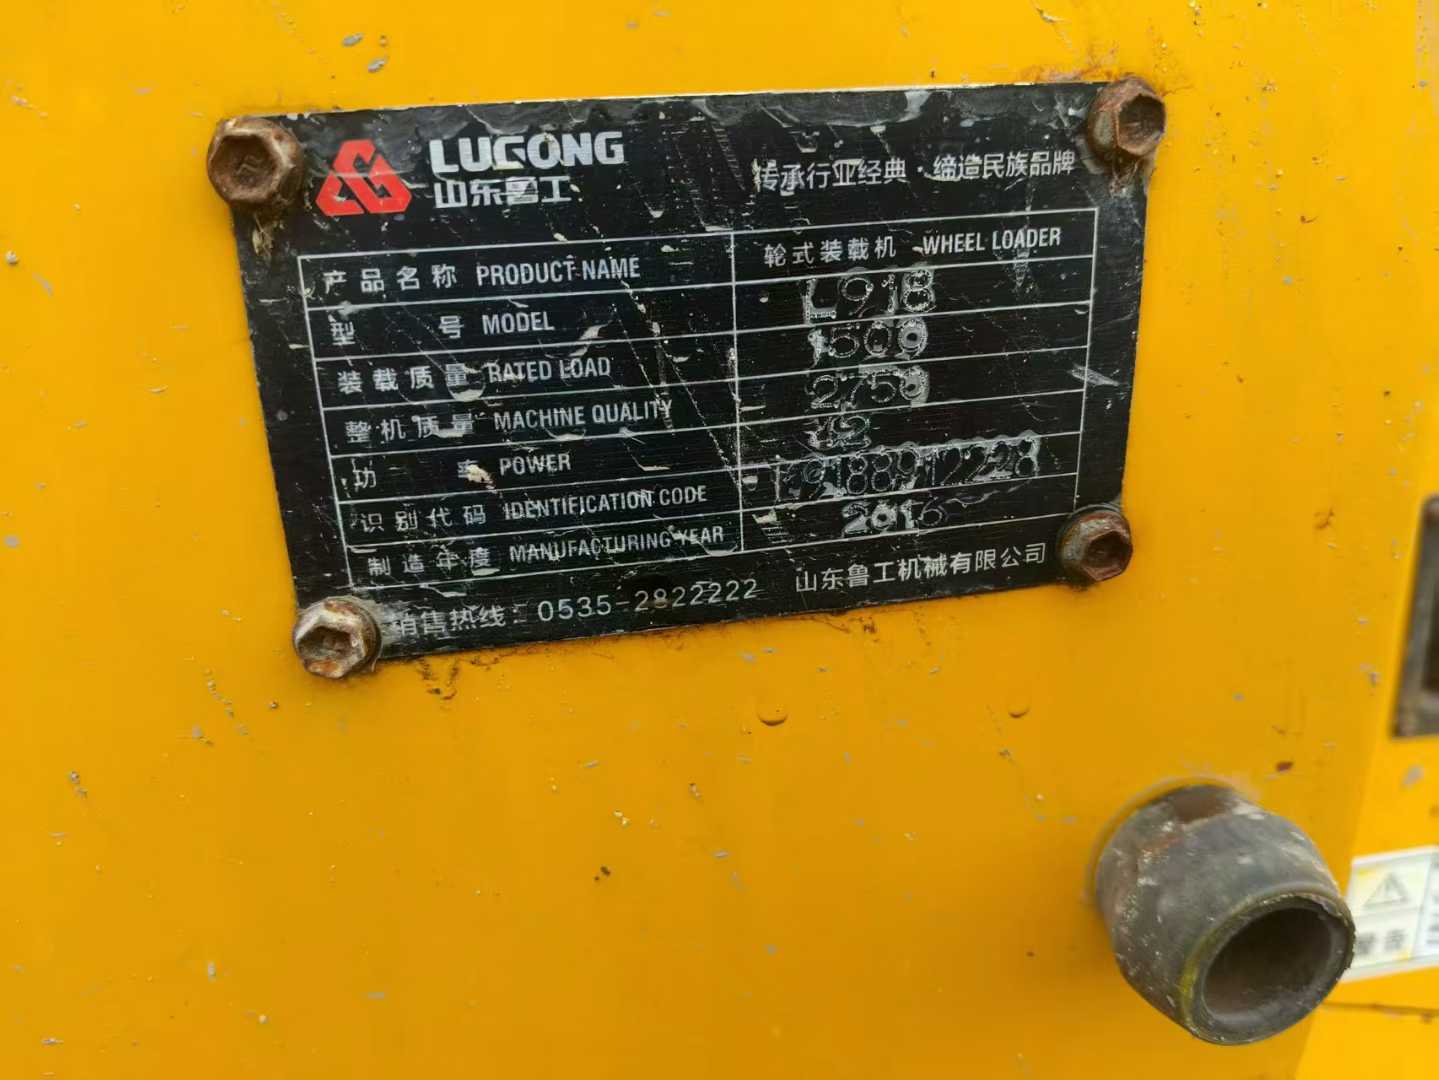 LUGONG
山东鲁工
传承行业经典·缔造民族品牌
产品名称 PRODUCT NAME 轮式装载机 WHEEL LOADER
型号 MODEL L918
装载质量 RATED LOAD 1500
整机质量 MACHINE QUALITY 2750
功率 POWER 42
识别代码 IDENTIFICATION CODE
制造年度 MANUFACTURING YEAR 2016
销售热线: 0535-2822222 山东鲁工机械有限公司
警告